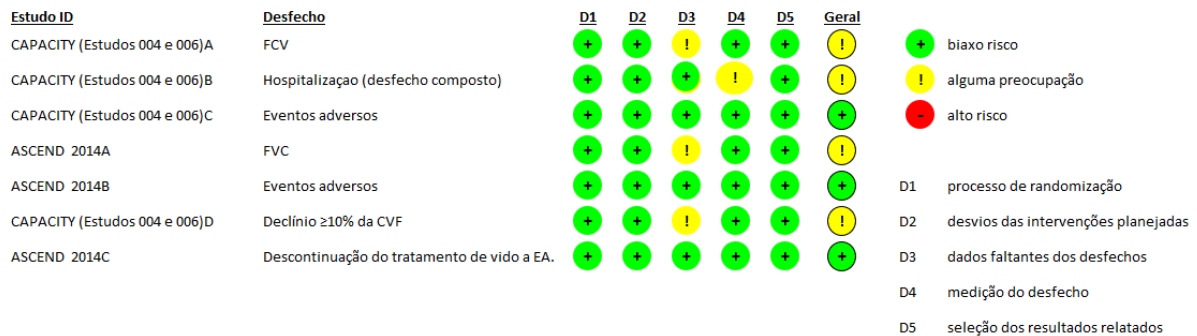 Estudo ID Desfecho D1 D2 D3 D4 D5 Geral
CAPACITY (Estudos 004 e 006)A FCV + + ! + + ! + biaxo risco
CAPACITY (Estudos 004 e 006)B Hospitalizaçao (desfecho composto) + + + ! + ! ! alguma preocupação
CAPACITY (Estudos 004 e 006)C Eventos adversos + + + + + + - alto risco
ASCEND 2014A FVC + + ! + + !
ASCEND 2014B Eventos adversos + + + + + + D1 processo de randomização
CAPACITY (Estudos 004 e 006)D Declínio ≥10% da CVF + + ! + + ! D2 desvios das intervenções planejadas
ASCEND 2014C Descontinuação do tratamento de vido a EA. + + + + + + D3 dados faltantes dos desfechos
D4 medição do desfecho
D5 seleção dos resultados relatados